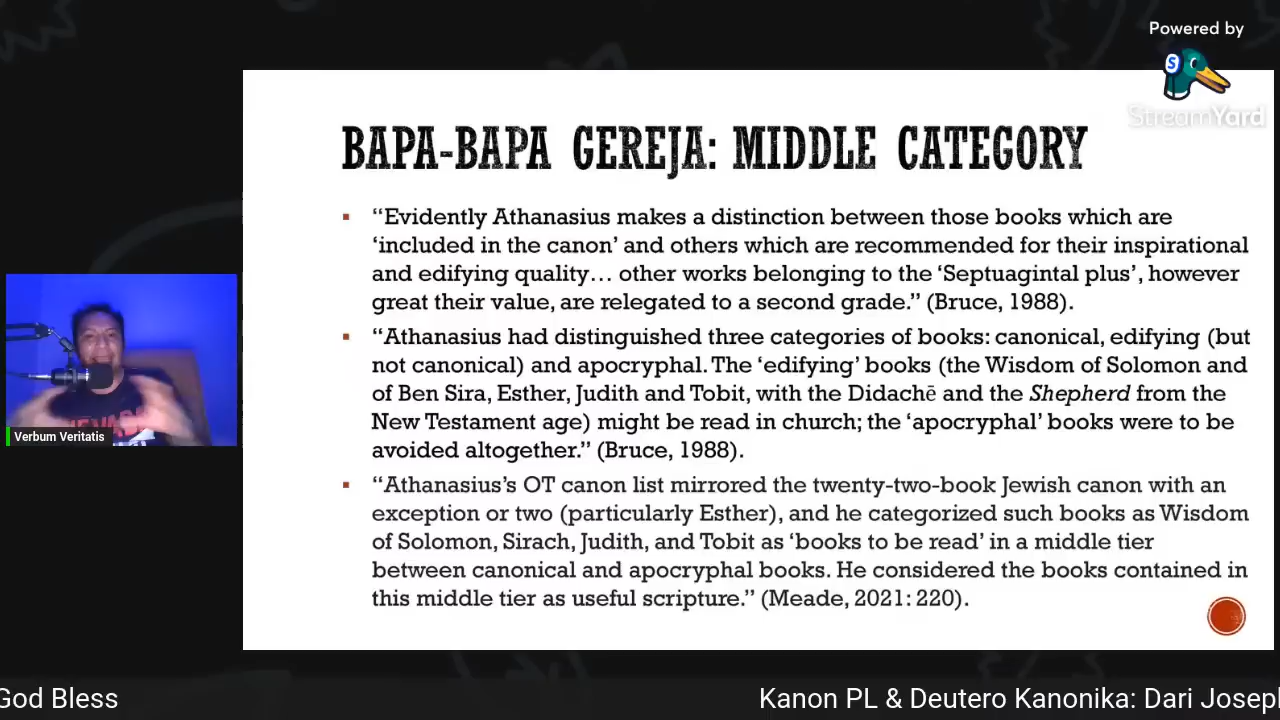 Powered by
StreamYard
BAPA-BAPA GEREJA: MIDDLE CATEGORY
▪ “Evidently Athanasius makes a distinction between those books which are
‘included in the canon’ and others which are recommended for their inspirational
and edifying quality… other works belonging to the ‘Septuagintal plus’, however
great their value, are relegated to a second grade.” (Bruce, 1988).
▪ “Athanasius had distinguished three categories of books: canonical, edifying (but
not canonical) and apocryphal. The ‘edifying’ books (the Wisdom of Solomon and
of Ben Sira, Esther, Judith and Tobit, with the Didachē and the Shepherd from the
New Testament age) might be read in church; the ‘apocryphal’ books were to be
avoided altogether.” (Bruce, 1988).
▪ “Athanasius’s OT canon list mirrored the twenty-two-book Jewish canon with an
exception or two (particularly Esther), and he categorized such books as Wisdom
of Solomon, Sirach, Judith, and Tobit as ‘books to be read’ in a middle tier
between canonical and apocryphal books. He considered the books contained in
this middle tier as useful scripture.” (Meade, 2021: 220).
Verbum Veritatis
God Bless
Kanon PL & Deutero Kanonika: Dari Joseph